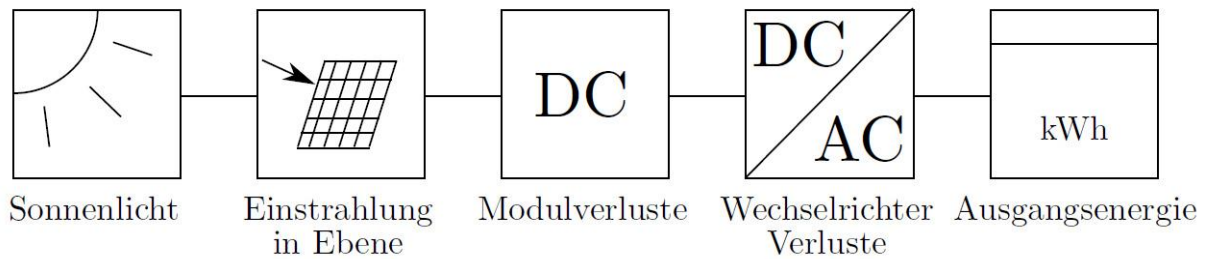 DC
DC
AC
kWh
Sonnenlicht
Einstrahlung
in Ebene
Modulverluste
Wechselrichter
Verluste
Ausgangsenergie